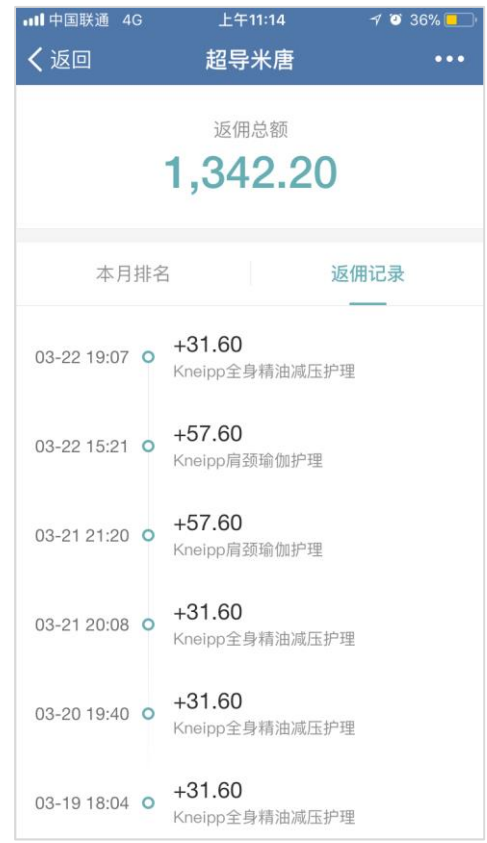 中国联通 4G 上午11:14 36%
返回 超导米唐
返佣总额
1,342.20
本月排名 返佣记录
+31.60
03-22 19:07
Kneipp全身精油减压护理
+57.60
03-22 15:21
Kneipp肩颈瑜伽护理
+57.60
03-21 21:20
Kneipp肩颈瑜伽护理
+31.60
03-21 20:08
Kneipp全身精油减压护理
+31.60
03-20 19:40
Kneipp全身精油减压护理
+31.60
03-19 18:04
Kneipp全身精油减压护理